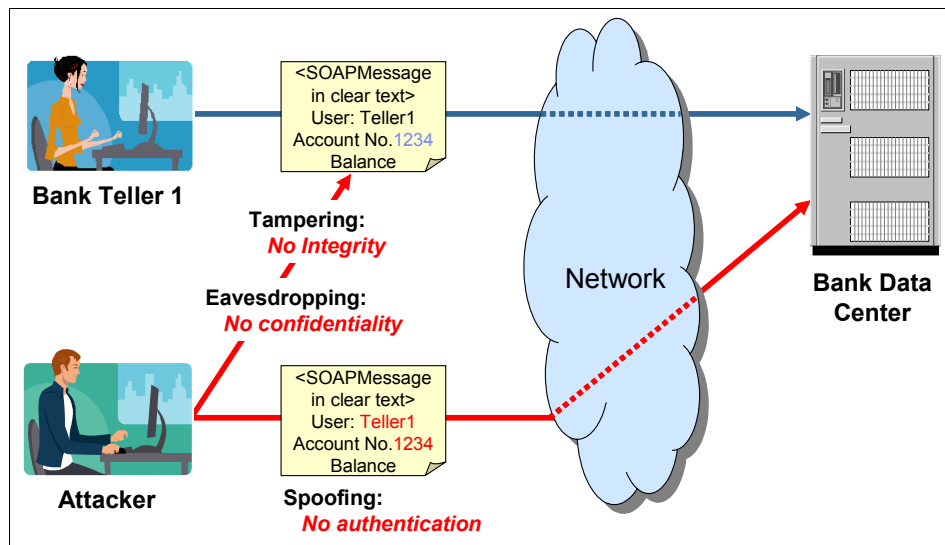 <SOAPMessage
in clear text>
User: Teller1
Account No.1234
Balance
Bank Teller 1
Tampering:
No Integrity
Eavesdropping:
No confidentiality
Network
Bank Data
Center
<SOAPMessage
in clear text>
User: Teller1
Account No.1234
Balance
Attacker
Spoofing:
No authentication